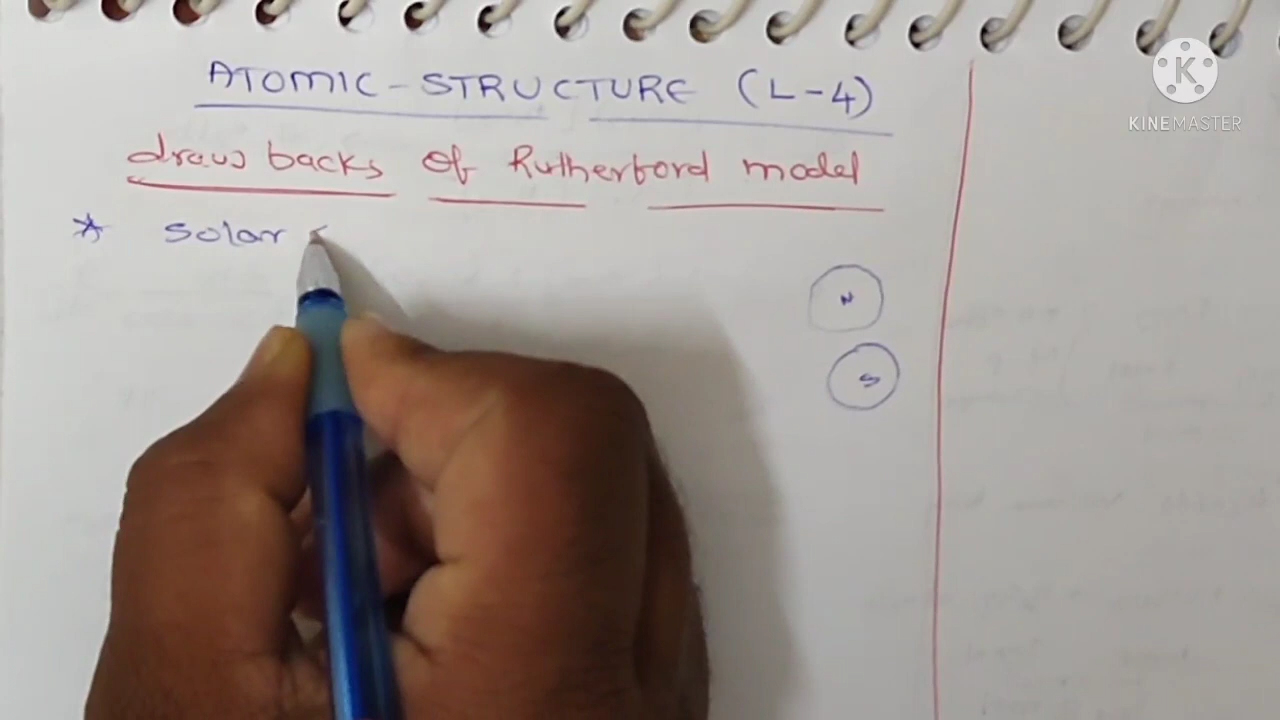 ATOMIC-STRUCTURE (L-4)
draw backs of Rutherford model
* Solar s
N
S
K
KINEMASTER